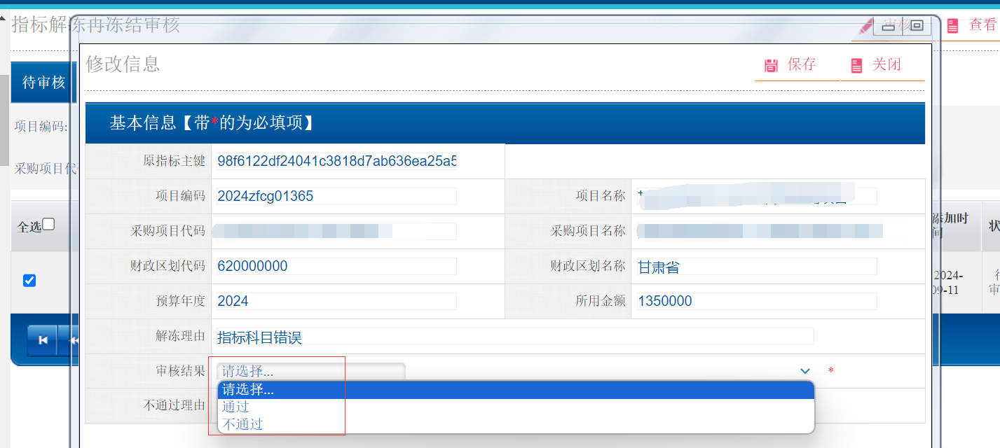 指标解冻再冻结审核
审核
查看
修改信息
保存
关闭
待审核
基本信息【带*的为必填项】
项目编码:
原指标主键 98f6122df24041c3818d7ab636ea25a5
采购项目代
项目编码 2024zfcg01365 项目名称
全选
采购项目代码 采购项目名称
添加时
间
状
财政区划代码 620000000 财政区划名称 甘肃省
2024-
09-11
待
审
预算年度 2024 所用金额 1350000
解冻理由 指标科目错误
审核结果 请选择... *
请选择...
不通过理由
通过
不通过